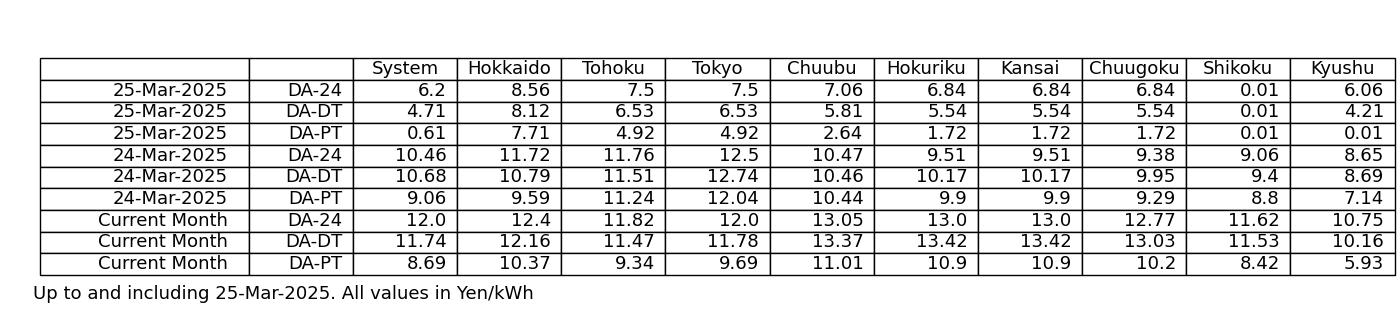 System Hokkaido Tohoku Tokyo Chuubu Hokuriku Kansai Chuugoku Shikoku Kyushu
25-Mar-2025 DA-24 6.2 8.56 7.5 7.5 7.06 6.84 6.84 6.84 0.01 6.06
25-Mar-2025 DA-DT 4.71 8.12 6.53 6.53 5.81 5.54 5.54 5.54 0.01 4.21
25-Mar-2025 DA-PT 0.61 7.71 4.92 4.92 2.64 1.72 1.72 1.72 0.01 0.01
24-Mar-2025 DA-24 10.46 11.72 11.76 12.5 10.47 9.51 9.51 9.38 9.06 8.65
24-Mar-2025 DA-DT 10.68 10.79 11.51 12.74 10.46 10.17 10.17 9.95 9.4 8.69
24-Mar-2025 DA-PT 9.06 9.59 11.24 12.04 10.44 9.9 9.9 9.29 8.8 7.14
Current Month DA-24 12.0 12.4 11.82 12.0 13.05 13.0 13.0 12.77 11.62 10.75
Current Month DA-DT 11.74 12.16 11.47 11.78 13.37 13.42 13.42 13.03 11.53 10.16
Current Month DA-PT 8.69 10.37 9.34 9.69 11.01 10.9 10.9 10.2 8.42 5.93
Up to and including 25-Mar-2025. All values in Yen/kWh